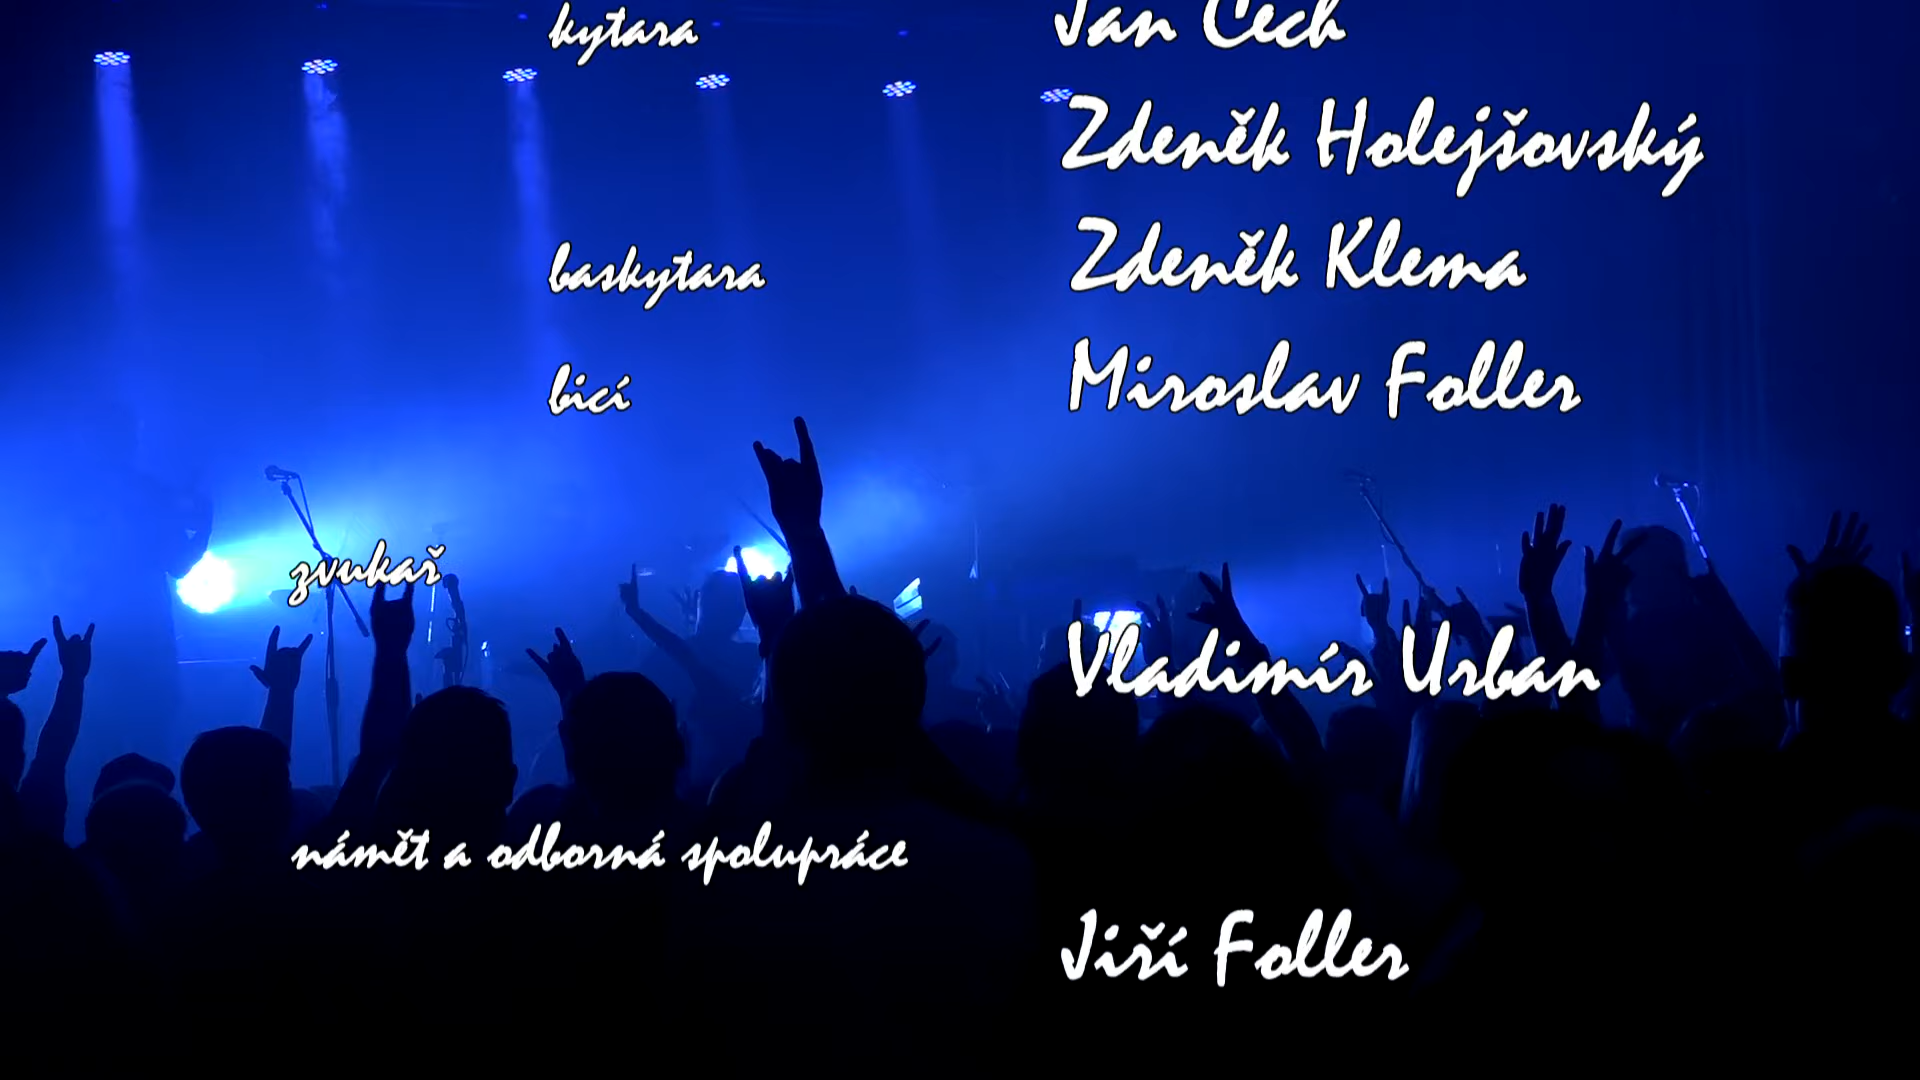 kytara Jan Čech
Zdeněk Holejšovský
baskytara Zdeněk Klema
bicí Miroslav Foller
zvukař
Vladimír Urban
námět a odborná spolupráce
Jiří Foller